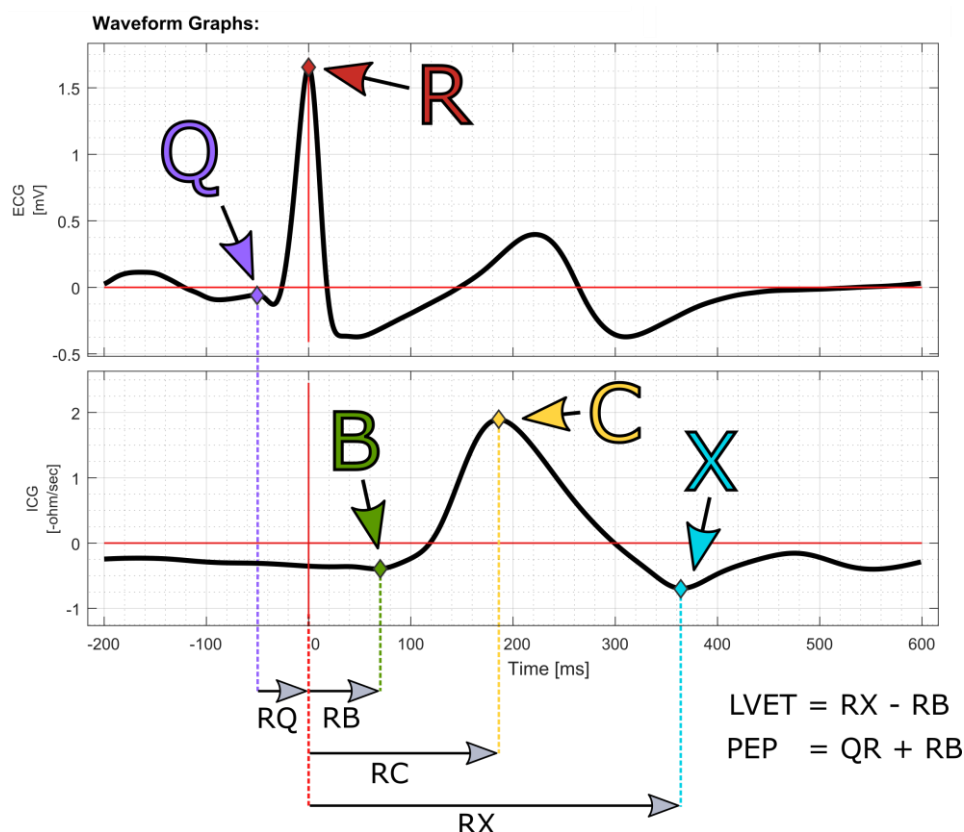 Waveform Graphs:
R
Q
ECG
[mV]
1.5
1
0.5
0
-0.5
B
C
X
ICG
[-ohm/sec]
2
1
0
-1
-200 -100 0 100 200 300 400 500 600
Time [ms]
RQ RB
LVET = RX - RB
PEP = QR + RB
RC
RX